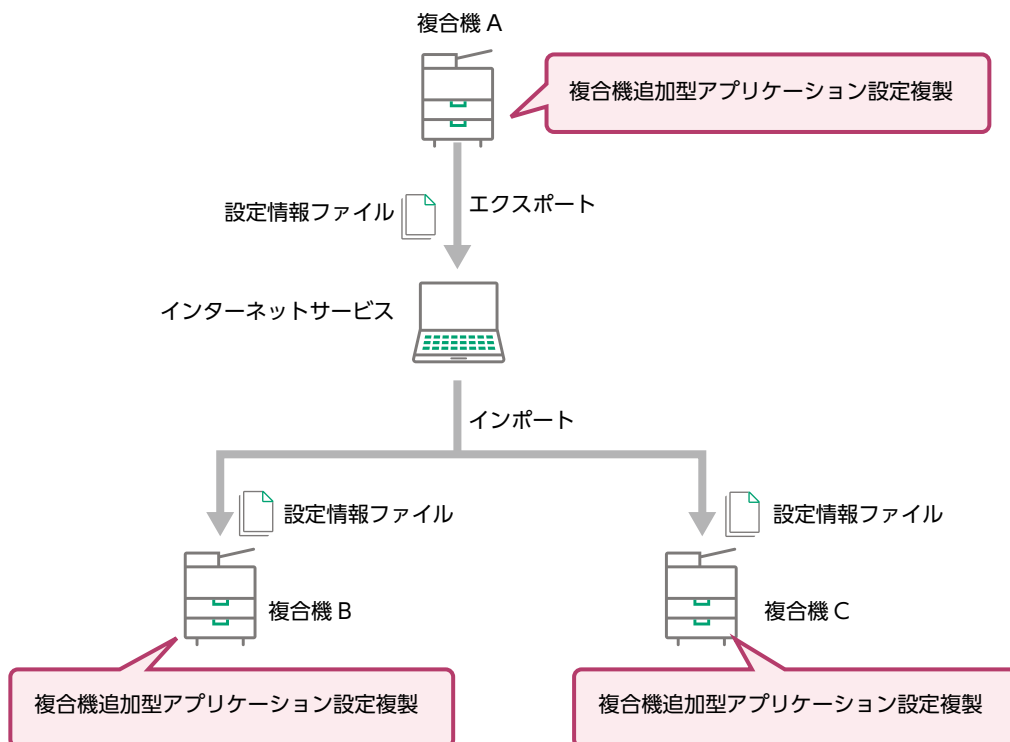 複合機 A
複合機追加型アプリケーション設定複製
設定情報ファイル
エクスポート
インターネットサービス
インポート
設定情報ファイル
設定情報ファイル
複合機 B
複合機 C
複合機追加型アプリケーション設定複製
複合機追加型アプリケーション設定複製